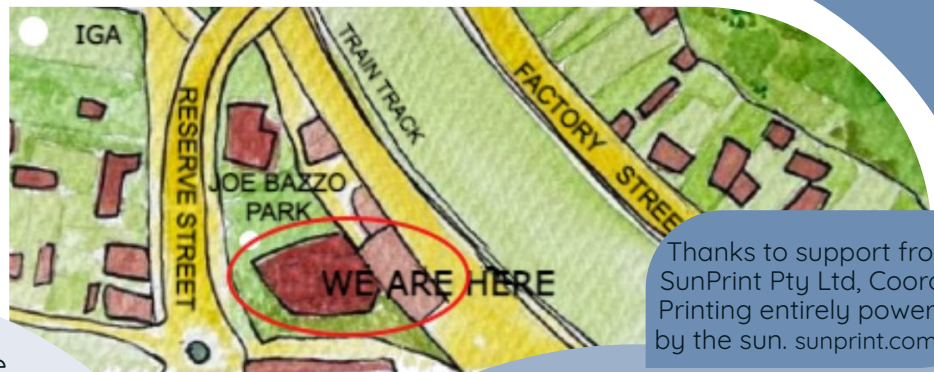 IGA
TRAIN TRACK
RESERVE STREET
FACTORY STREE
JOE BAZZO
PARK
WE ARE HERE
Thanks to support fro
SunPrint Pty Ltd, Coord
Printing entirely power
by the sun. sunprint.com
e